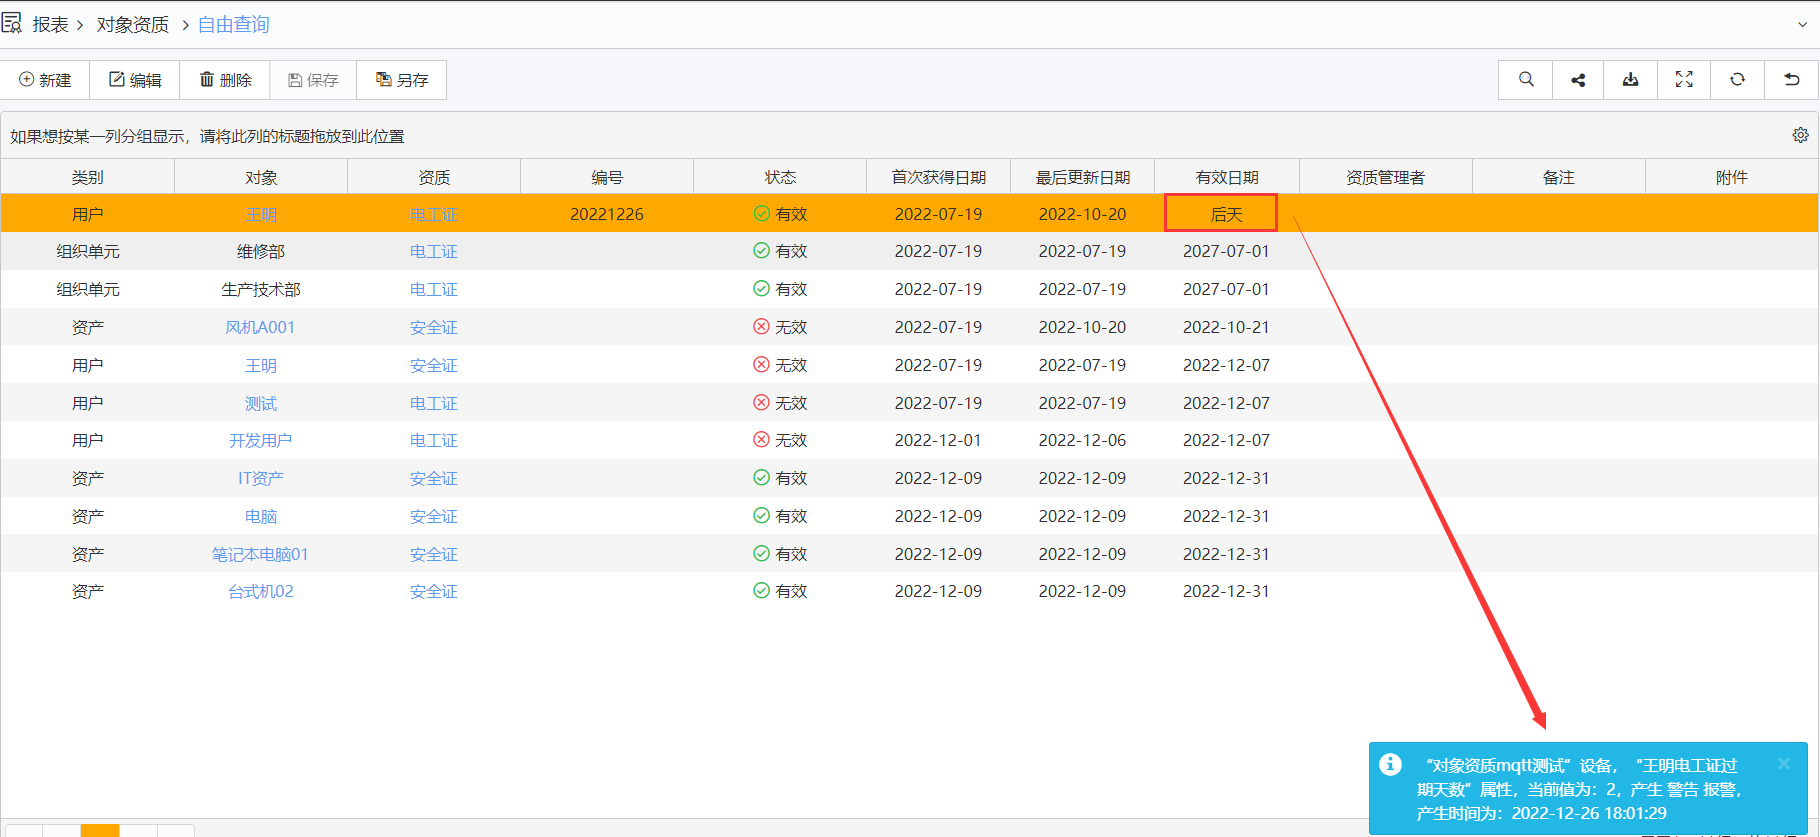 报表 > 对象资质 > 自由查询
新建 编辑 删除 保存 另存
如果想按某一列分组显示，请将此列的标题拖放到此位置
类别 对象 资质 编号 状态 首次获得日期 最后更新日期 有效日期 资质管理者 备注 附件
用户 王明 电工证 20221226 有效 2022-07-19 2022-10-20 后天
组织单元 维修部 电工证 有效 2022-07-19 2022-07-19 2027-07-01
组织单元 生产技术部 电工证 有效 2022-07-19 2022-07-19 2027-07-01
资产 风机A001 安全证 无效 2022-07-19 2022-10-20 2022-10-21
用户 王明 安全证 无效 2022-07-19 2022-07-19 2022-12-07
用户 测试 电工证 无效 2022-07-19 2022-07-19 2022-12-07
用户 开发用户 电工证 无效 2022-12-01 2022-12-06 2022-12-07
资产 IT资产 安全证 有效 2022-12-09 2022-12-09 2022-12-31
资产 电脑 安全证 有效 2022-12-09 2022-12-09 2022-12-31
资产 笔记本电脑01 安全证 有效 2022-12-09 2022-12-09 2022-12-31
资产 台式机02 安全证 有效 2022-12-09 2022-12-09 2022-12-31
“对象资质mqtt测试”设备，“王明电工证过
期天数”属性，当前值为：2，产生 警告 报警，
产生时间为：2022-12-26 18:01:29